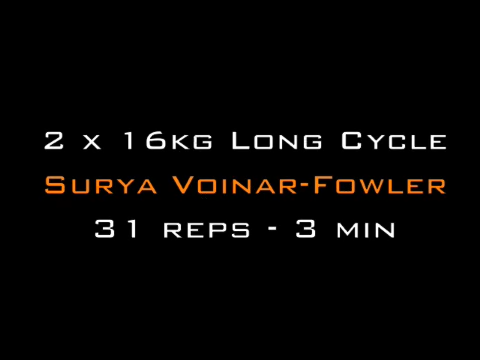 2 x 16kg Long Cycle
Surya Voinar-Fowler
31 reps - 3 min